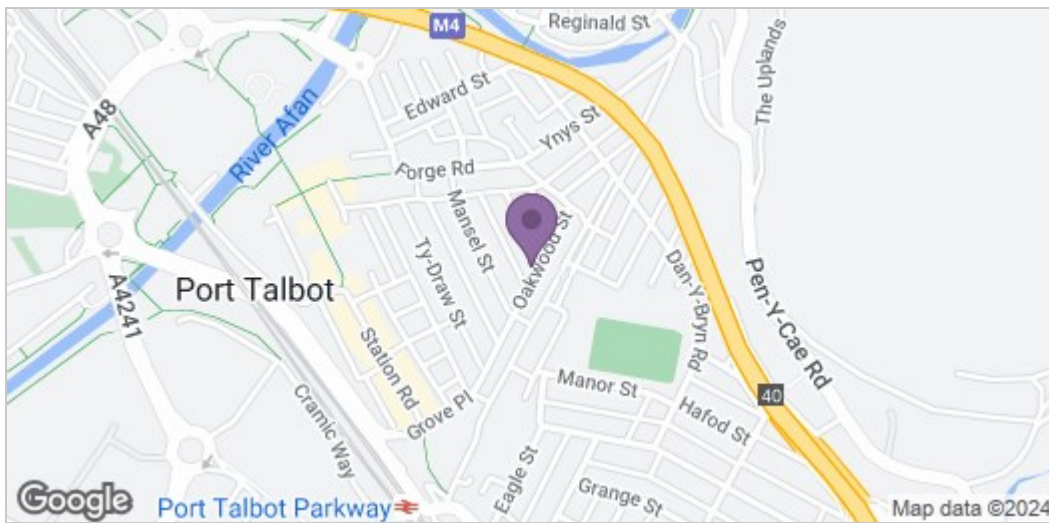 Reginald St
M4
The Uplands
Edward St
A48
Ynys St
River Afan
Forge Rd
Mansel St
Oakwood St
Ty-Draw St
Dan-Y-Bryn Rd
Pen-Y-Cae Rd
Port Talbot
A4241
Station Rd
Manor St
40
Hafod St
Cramic Way
Grove Pl
Eagle St
Grange St
Google
Port Talbot Parkway
Map data ©2024